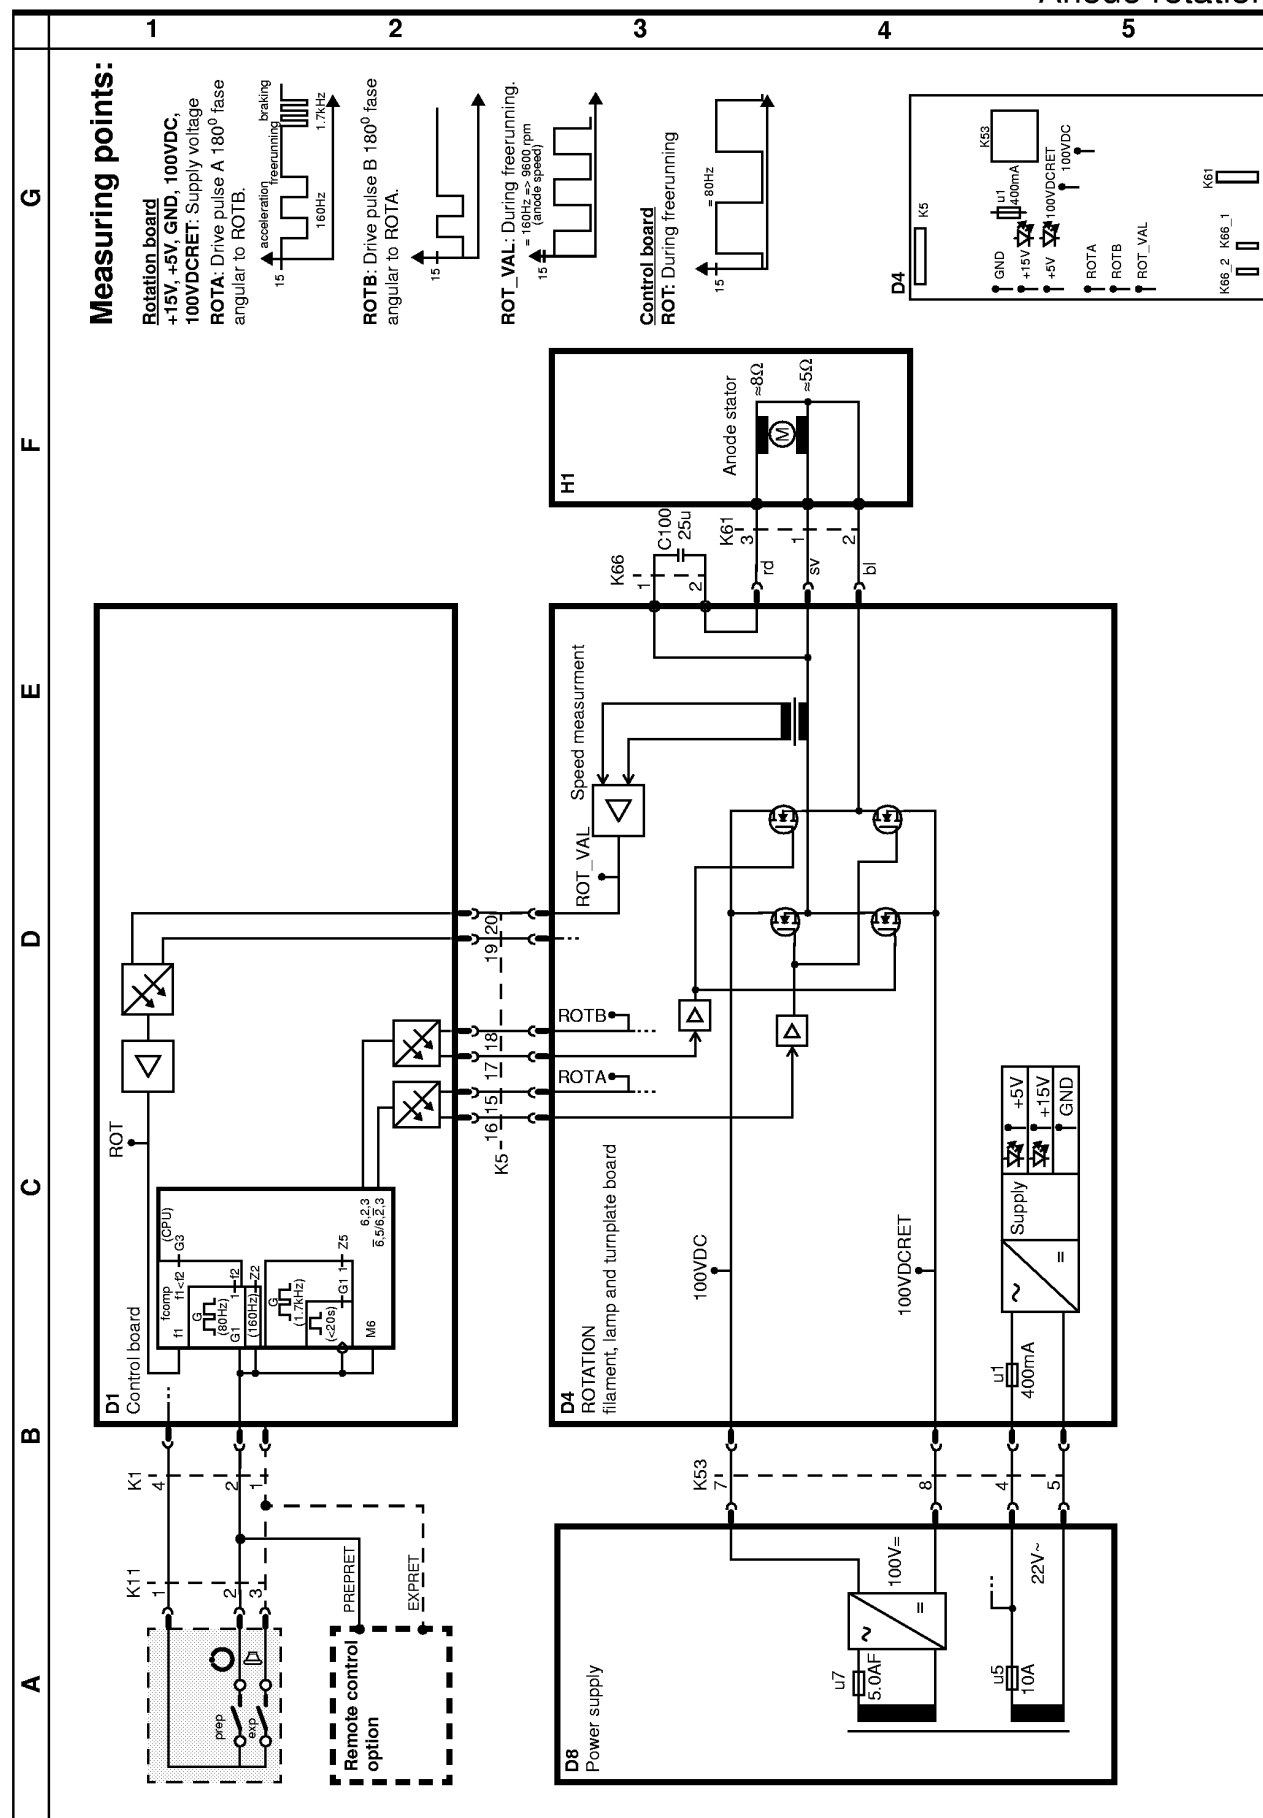 Anode rotation
1
2
3
4
5
A
B
C
D
E
F
G
Measuring points:
Rotation board
+15V, +5V, GND, 100VDC,
100VDCRET: Supply voltage
ROTA: Drive pulse A 180⁰ fase
angular to ROTB.
acceleration
freerunning
braking
15
160Hz
1.7kHz
ROTB: Drive pulse B 180⁰ fase
angular to ROTA.
15
ROT_VAL: During freerunning.
= 160Hz => 9600 rpm
(anode speed)
15
Control board
ROT: During freerunning
= 80Hz
15
D4
K5
K53
GND
+15V
+5V
u1
400mA
100VDCRET
100VDC
ROTA
ROTB
ROT_VAL
K66_2
K66_1
K61
H1
Anode stator
≈8Ω
≈5Ω
M
K66
1
2
C100
25u
K61
3
1
2
rd
sv
bl
D1
Control board
ROT
fcomp
(CPU)
f1
f1<f2
G3
G
(80Hz)
1
f2
G1
(160Hz)
Z2
G
(1.7kHz)
1
Z5
(<20s)
G1
M6
6,2,3
6,5/6,2,3
K5
16
15
17
18
19
20
D4
ROTATION
filament, lamp and turnplate board
Speed measurment
ROT_VAL
ROTB
ROTA
100VDC
100VDCRET
Supply
+5V
+15V
GND
~
=
u1
400mA
K1
4
2
1
K11
1
2
3
prep
exp
PREPRET
EXPRET
Remote control
option
K53
7
8
4
5
D8
Power supply
u7
5.0AF
~
=
100V=
u5
10A
22V~